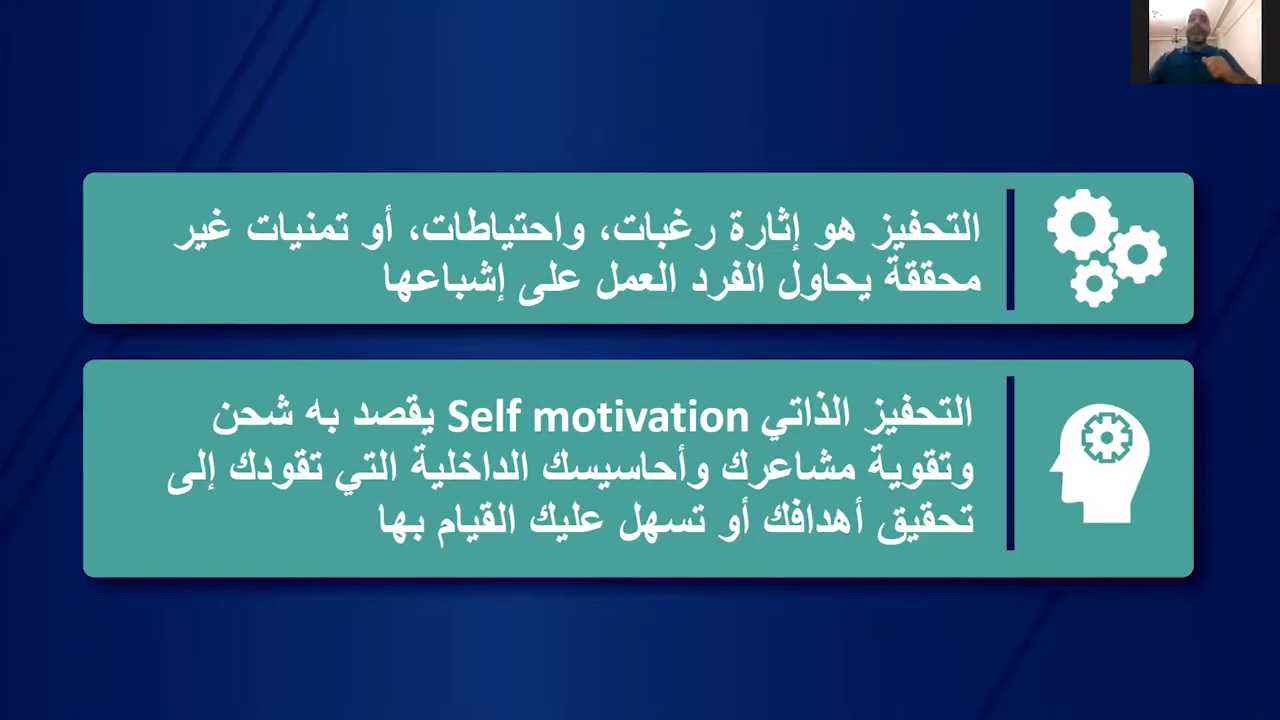 التحفيز هو إثارة رغبات، واحتياطات، أو تمنيات غير
محققة يحاول الفرد العمل على إشباعها
التحفيز الذاتي Self motivation يقصد به شحن
وتقوية مشاعرك وأحاسيسك الداخلية التي تقودك إلى
تحقيق أهدافك أو تسهل عليك القيام بها